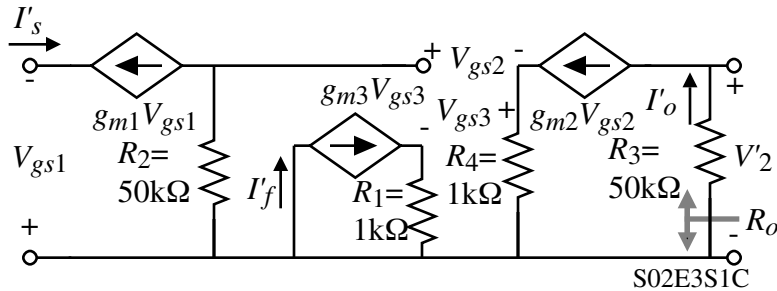 I's
+ Vgs2 -
-
gm3Vgs3
I'o
+
gm1Vgs1
- Vgs3 +
gm2Vgs2
Vgs1
R2=
50kΩ
I'f
R1=
1kΩ
R4=
1kΩ
R3=
50kΩ
V'2
+
Ro
-
S02E3S1C